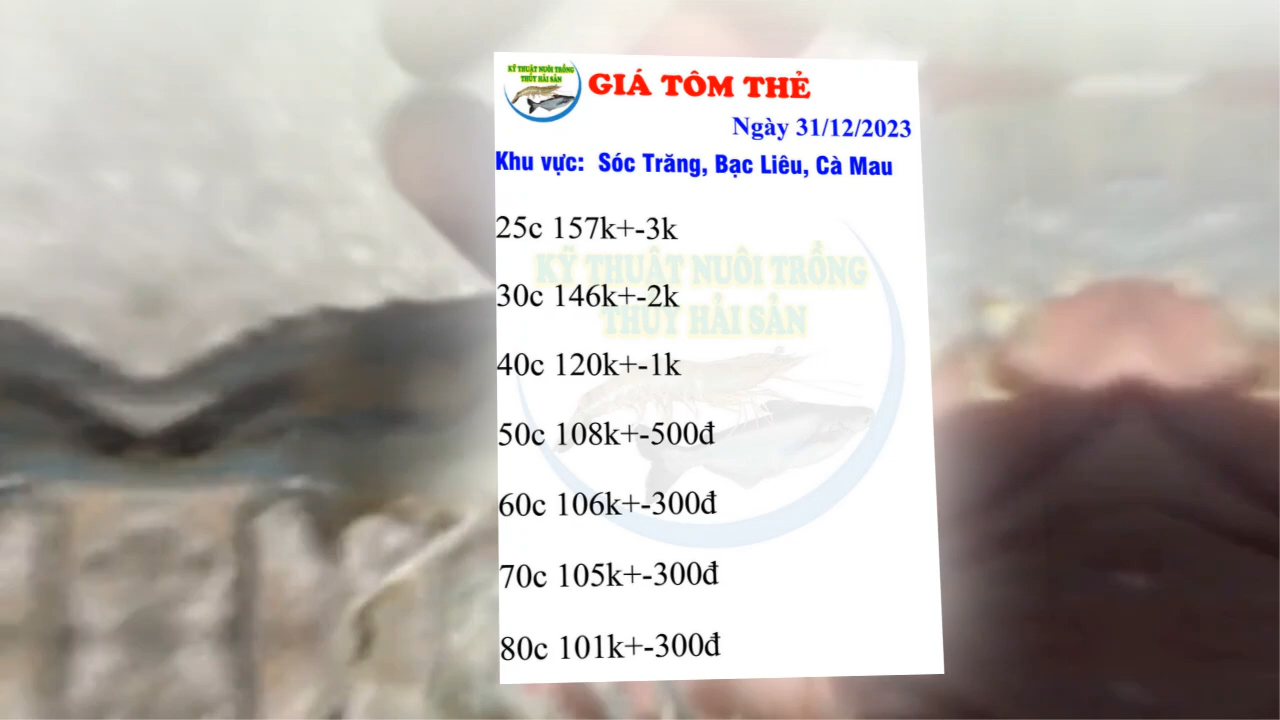 KỸ THUẬT NUÔI TRỒNG
THỦY HẢI SẢN
GIÁ TÔM THẺ
Ngày 31/12/2023
Khu vực: Sóc Trăng, Bạc Liêu, Cà Mau
25c 157k+-3k
KỸ THUẬT NUÔI TRỒNG
THỦY HẢI SẢN
30c 146k+-2k
40c 120k+-1k
50c 108k+-500đ
60c 106k+-300đ
70c 105k+-300đ
80c 101k+-300đ